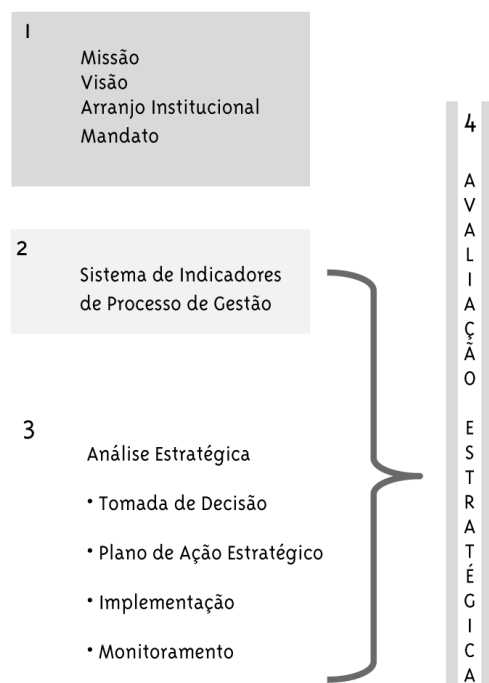 1
Missão
Visão
Arranjo Institucional
Mandato
2
Sistema de Indicadores
de Processo de Gestão
3
Análise Estratégica
• Tomada de Decisão
• Plano de Ação Estratégico
• Implementação
• Monitoramento
4
AVALIAÇÃO ESTRATÉGICA